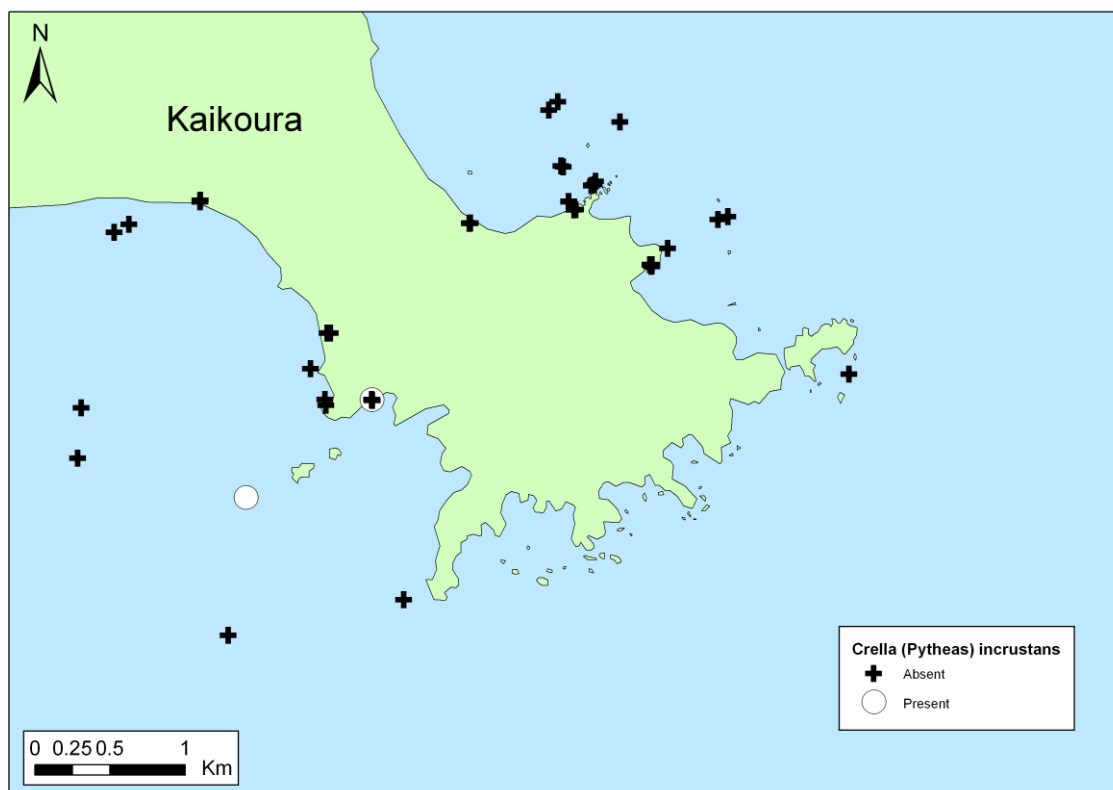 N
Kaikoura
Crella (Pytheas) incrustans
Absent
Present
0 0.25 0.5 1
Km